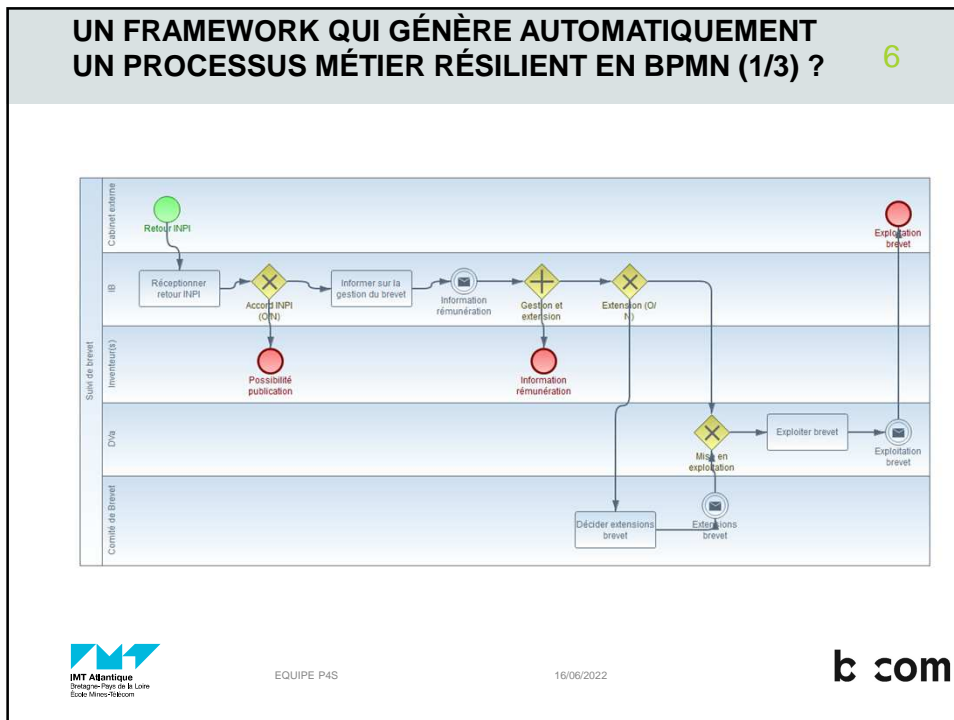 UN FRAMEWORK QUI GÉNÈRE AUTOMATIQUEMENT
UN PROCESSUS MÉTIER RÉSILIENT EN BPMN (1/3) ?
6
Suivi de brevet
Cabinet externe
Retour INPI
Exploitation
brevet
IB
Réceptionner
retour INPI
Accord INPI
(O/N)
Informer sur la
gestion du brevet
Information
rémunération
Gestion et
extension
Extension (O/
N)
Inventeur(s)
Possibilité
publication
Information
rémunération
DVa
Mise en
exploitation
Exploiter brevet
Exploitation
brevet
Comité de Brevet
Décider extensions
brevet
Extensions
brevet
IMT Atlantique
Bretagne-Pays de la Loire
École Mines-Télécom
EQUIPE P4S
16/06/2022
b com